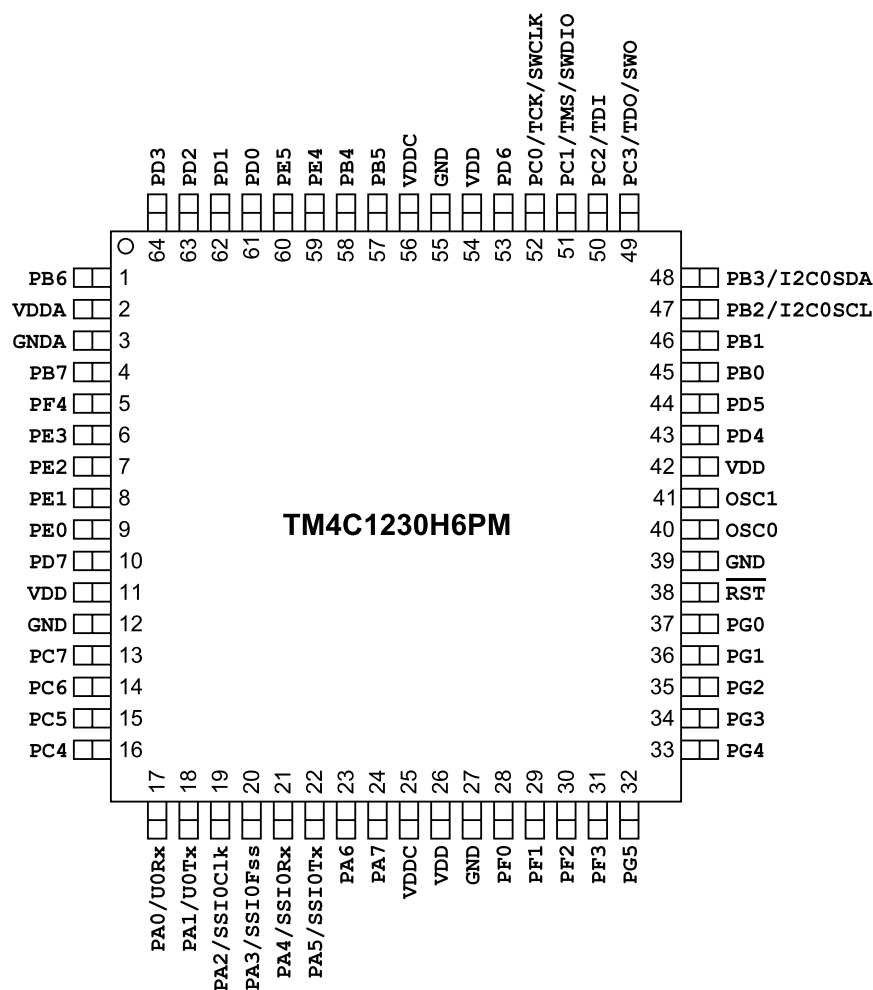 PC0/TCK/SWCLK
PC1/TMS/SWDIO
PC2/TDI
PC3/TDO/SWO
PD3
PD2
PD1
PD0
PE5
PE4
PB4
PB5
VDDC
GND
VDD
PD6
64
63
62
61
60
59
58
57
56
55
54
53
52
51
50
49
PB6 1
VDDA 2
GNDA 3
PB7 4
PF4 5
PE3 6
PE2 7
PE1 8
PE0 9
PD7 10
VDD 11
GND 12
PC7 13
PC6 14
PC5 15
PC4 16
TM4C1230H6PM
48 PB3/I2C0SDA
47 PB2/I2C0SCL
46 PB1
45 PB0
44 PD5
43 PD4
42 VDD
41 OSC1
40 OSC0
39 GND
38 RST
37 PG0
36 PG1
35 PG2
34 PG3
33 PG4
17
18
19
20
21
22
23
24
25
26
27
28
29
30
31
32
PA0/U0Rx
PA1/U0Tx
PA2/SSI0Clk
PA3/SSI0Fss
PA4/SSI0Rx
PA5/SSI0Tx
PA6
PA7
VDDC
VDD
GND
PF0
PF1
PF2
PF3
PG5